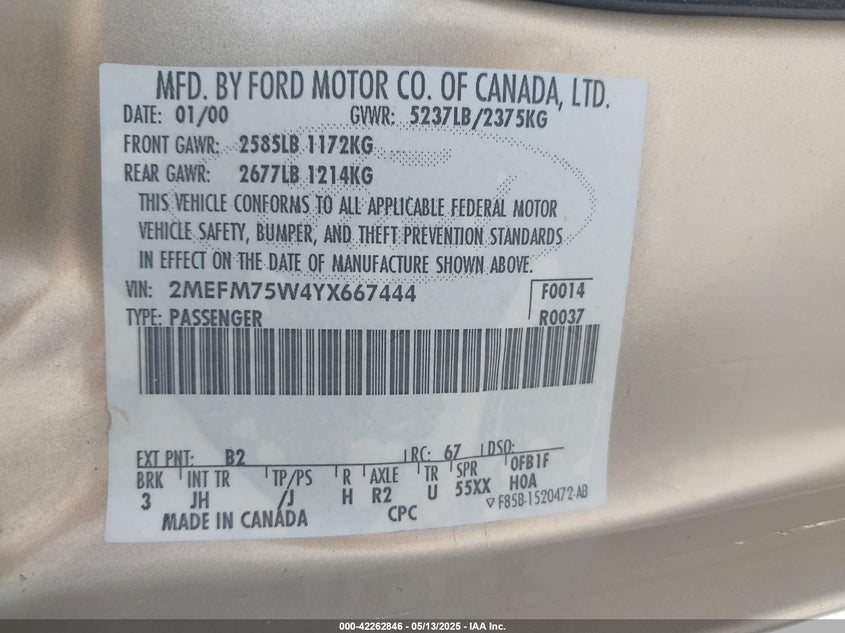 MFD. BY FORD MOTOR CO. OF CANADA, LTD.
DATE: 01/00 GVWR: 5237LB/2375KG
FRONT GAWR: 2585LB 1172KG
REAR GAWR: 2677LB 1214KG
THIS VEHICLE CONFORMS TO ALL APPLICABLE FEDERAL MOTOR
VEHICLE SAFETY, BUMPER, AND THEFT PREVENTION STANDARDS
IN EFFECT ON THE DATE OF MANUFACTURE SHOWN ABOVE.
VIN: 2MEFM75W4YX667444 F0014
TYPE: PASSENGER R0037
EXT PNT: B2 RC: 67 DSO:
BRK INT TR TP/PS R AXLE TR SPR 0FB1F
3 JH /J H R2 U 55XX H0A
MADE IN CANADA CPC ▽F85B-1520472-AB
000-42262846 - 05/13/2025 - IAA Inc.